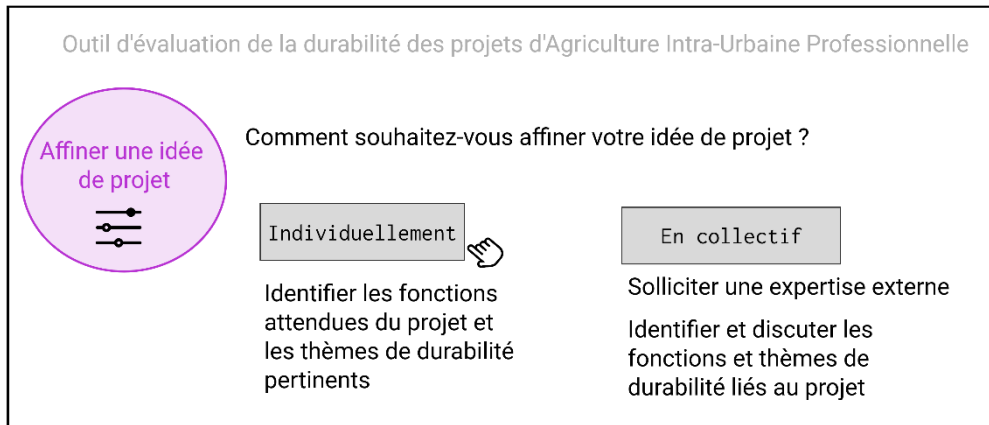 Outil d'évaluation de la durabilité des projets d'Agriculture Intra-Urbaine Professionnelle
Affiner une idée
de projet
Comment souhaitez-vous affiner votre idée de projet ?
Individuellement
Identifier les fonctions
attendues du projet et
les thèmes de durabilité
pertinents
En collectif
Solliciter une expertise externe
Identifier et discuter les
fonctions et thèmes de
durabilité liés au projet